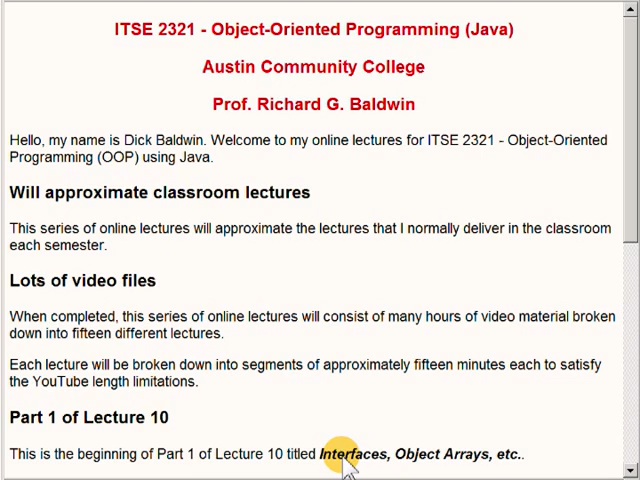 ITSE 2321 - Object-Oriented Programming (Java)
Austin Community College
Prof. Richard G. Baldwin
Hello, my name is Dick Baldwin. Welcome to my online lectures for ITSE 2321 - Object-Oriented
Programming (OOP) using Java.
Will approximate classroom lectures
This series of online lectures will approximate the lectures that I normally deliver in the classroom
each semester.
Lots of video files
When completed, this series of online lectures will consist of many hours of video material broken
down into fifteen different lectures.
Each lecture will be broken down into segments of approximately fifteen minutes each to satisfy
the YouTube length limitations.
Part 1 of Lecture 10
This is the beginning of Part 1 of Lecture 10 titled Interfaces, Object Arrays, etc..